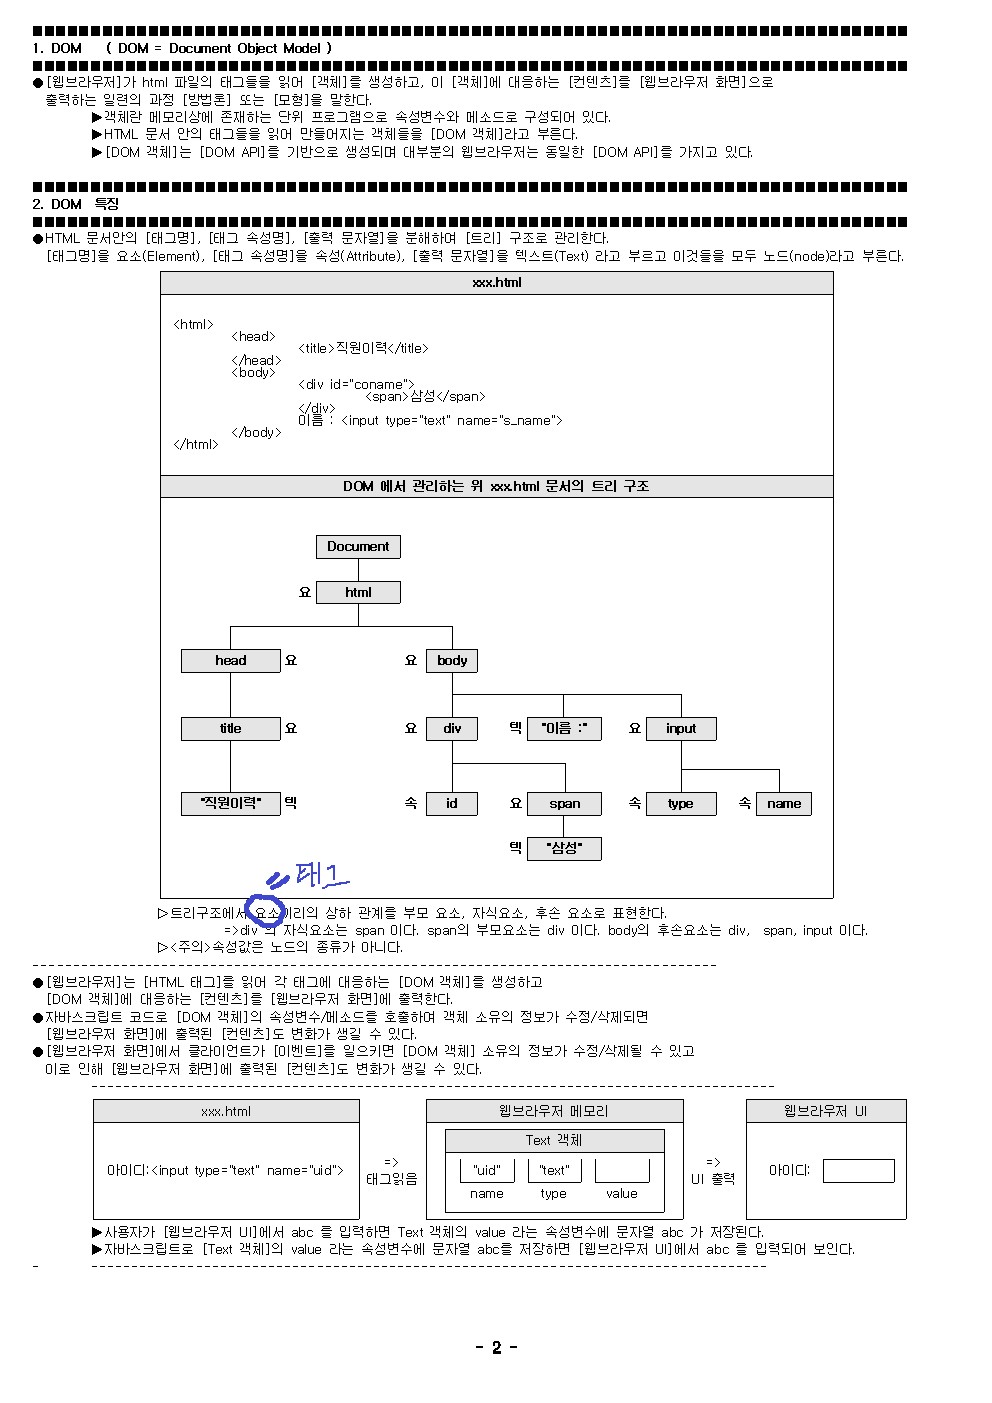 1. DOM ( DOM = Document Object Model )
●[웹브라우저]가 html 파일의 태그들을 읽어 [객체]를 생성하고, 이 [객체]에 대응하는 [컨텐츠]를 [웹브라우저 화면]으로
출력하는 일련의 과정 [방법론] 또는 [모형]을 말한다.
▶객체란 메모리상에 존재하는 단위 프로그램으로 속성변수와 메소드로 구성되어 있다.
▶HTML 문서 안의 태그들을 읽어 만들어지는 객체들을 [DOM 객체]라고 부른다.
▶[DOM 객체]는 [DOM API]를 기반으로 생성되며 대부분의 웹브라우저는 동일한 [DOM API]를 가지고 있다.
2. DOM 특징
●HTML 문서안의 [태그명], [태그 속성명], [출력 문자열]을 분해하여 [트리] 구조로 관리한다.
[태그명]을 요소(Element), [태그 속성명]을 속성(Attribute), [출력 문자열]을 텍스트(Text) 라고 부르고 이것들을 모두 노드(node)라고 부른다.
xxx.html
<html>
<head>
<title>직원이력</title>
</head>
<body>
<div id="coname">
<span>삼성</span>
</div>
이름 : <input type="text" name="s_name">
</body>
</html>
DOM 에서 관리하는 위 xxx.html 문서의 트리 구조
Document
요 html
head 요 요 body
title 요 요 div 텍 "이름 :" 요 input
"직원이력" 텍 속 id 요 span 속 type 속 name
텍 "삼성"
태그
▷트리구조에서 요소끼리의 상하 관계를 부모 요소, 자식요소, 후손 요소로 표현한다.
=>div 의 자식요소는 span 이다. span의 부모요소는 div 이다. body의 후손요소는 div, span, input 이다.
▷<주의>속성값은 노드의 종류가 아니다.
●[웹브라우저]는 [HTML 태그]를 읽어 각 태그에 대응하는 [DOM 객체]를 생성하고
[DOM 객체]에 대응하는 [컨텐츠]를 [웹브라우저 화면]에 출력한다.
●자바스크립트 코드로 [DOM 객체]의 속성변수/메소드를 호출하여 객체 소유의 정보가 수정/삭제되면
[웹브라우저 화면]에 출력된 [컨텐츠]도 변화가 생길 수 있다.
●[웹브라우저 화면]에서 클라이언트가 [이벤트]를 일으키면 [DOM 객체] 소유의 정보가 수정/삭제될 수 있고
이로 인해 [웹브라우저 화면]에 출력된 [컨텐츠]도 변화가 생길 수 있다.
xxx.html 웹브라우저 메모리 웹브라우저 UI
Text 객체
아이디:<input type="text" name="uid"> => 태그읽음 "uid" "text" => UI 출력 아이디:
name type value
▶사용자가 [웹브라우저 UI]에서 abc 를 입력하면 Text 객체의 value 라는 속성변수에 문자열 abc 가 저장된다.
▶자바스크립트로 [Text 객체]의 value 라는 속성변수에 문자열 abc를 저장하면 [웹브라우저 UI]에서 abc 를 입력되어 보인다.
- 2 -